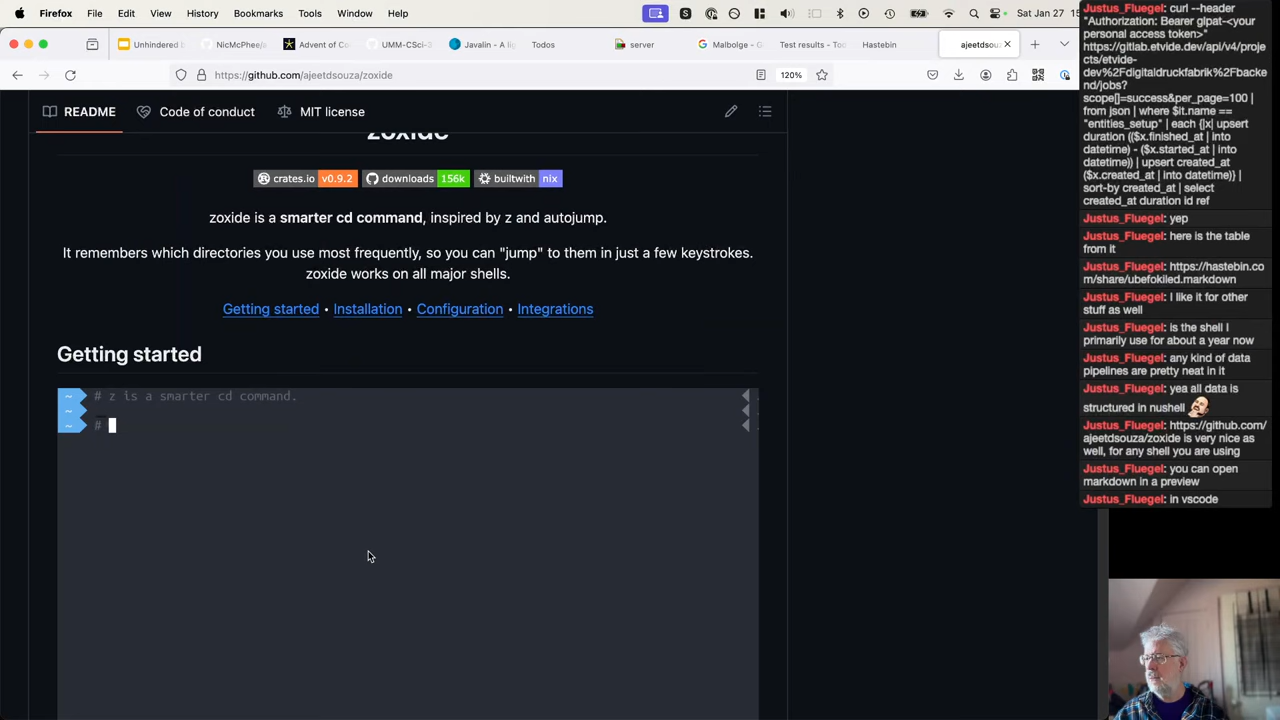 File Edit View History Bookmarks Tools Window Help
Sat Jan 27
Unhindered
NicMcPhee/a
Advent of Co
UMM-CSci-3
Javalin - A lig
Todos
server
Malbolge - G
Test results - To
Hastebin
ajeetdsou
https://github.com/ajeetdsouza/zoxide
120%
README
Code of conduct
MIT license
zoxide
crates.io v0.9.2
downloads 156k
builtwith nix
zoxide is a smarter cd command, inspired by z and autojump.
It remembers which directories you use most frequently, so you can "jump" to them in just a few keystrokes.
zoxide works on all major shells.
Getting started • Installation • Configuration • Integrations
Getting started
~ # z is a smarter cd command.
~
~ #
Justus_Fluegel: curl --header
"Authorization: Bearer glpat-<your
personal access token>"
https://gitlab.etvide.dev/api/v4/proje
cts/etvide-
dev%2Fdigitaldruckfabrik%2Fbacke
nd/jobs?
scope[]=success&per_page=100 |
from json | where $it.name ==
"entities_setup" | each {|x| upsert
duration (($x.finished_at | into
datetime) - ($x.started_at | into
datetime)) | upsert created_at
($x.created_at | into datetime)} |
sort-by created_at | select
created_at duration id ref
Justus_Fluegel: yep
Justus_Fluegel: here is the table
from it
Justus_Fluegel: https://hastebin.co
m/share/ubefokiled.markdown
Justus_Fluegel: I like it for other
stuff as well
Justus_Fluegel: is the shell I
primarily use for about a year now
Justus_Fluegel: any kind of data
pipelines are pretty neat in it
Justus_Fluegel: yea all data is
structured in nushell
Justus_Fluegel: https://github.com/
ajeetdsouza/zoxide is very nice as
well, for any shell you are using
Justus_Fluegel: you can open
markdown in a preview
Justus_Fluegel: in vscode